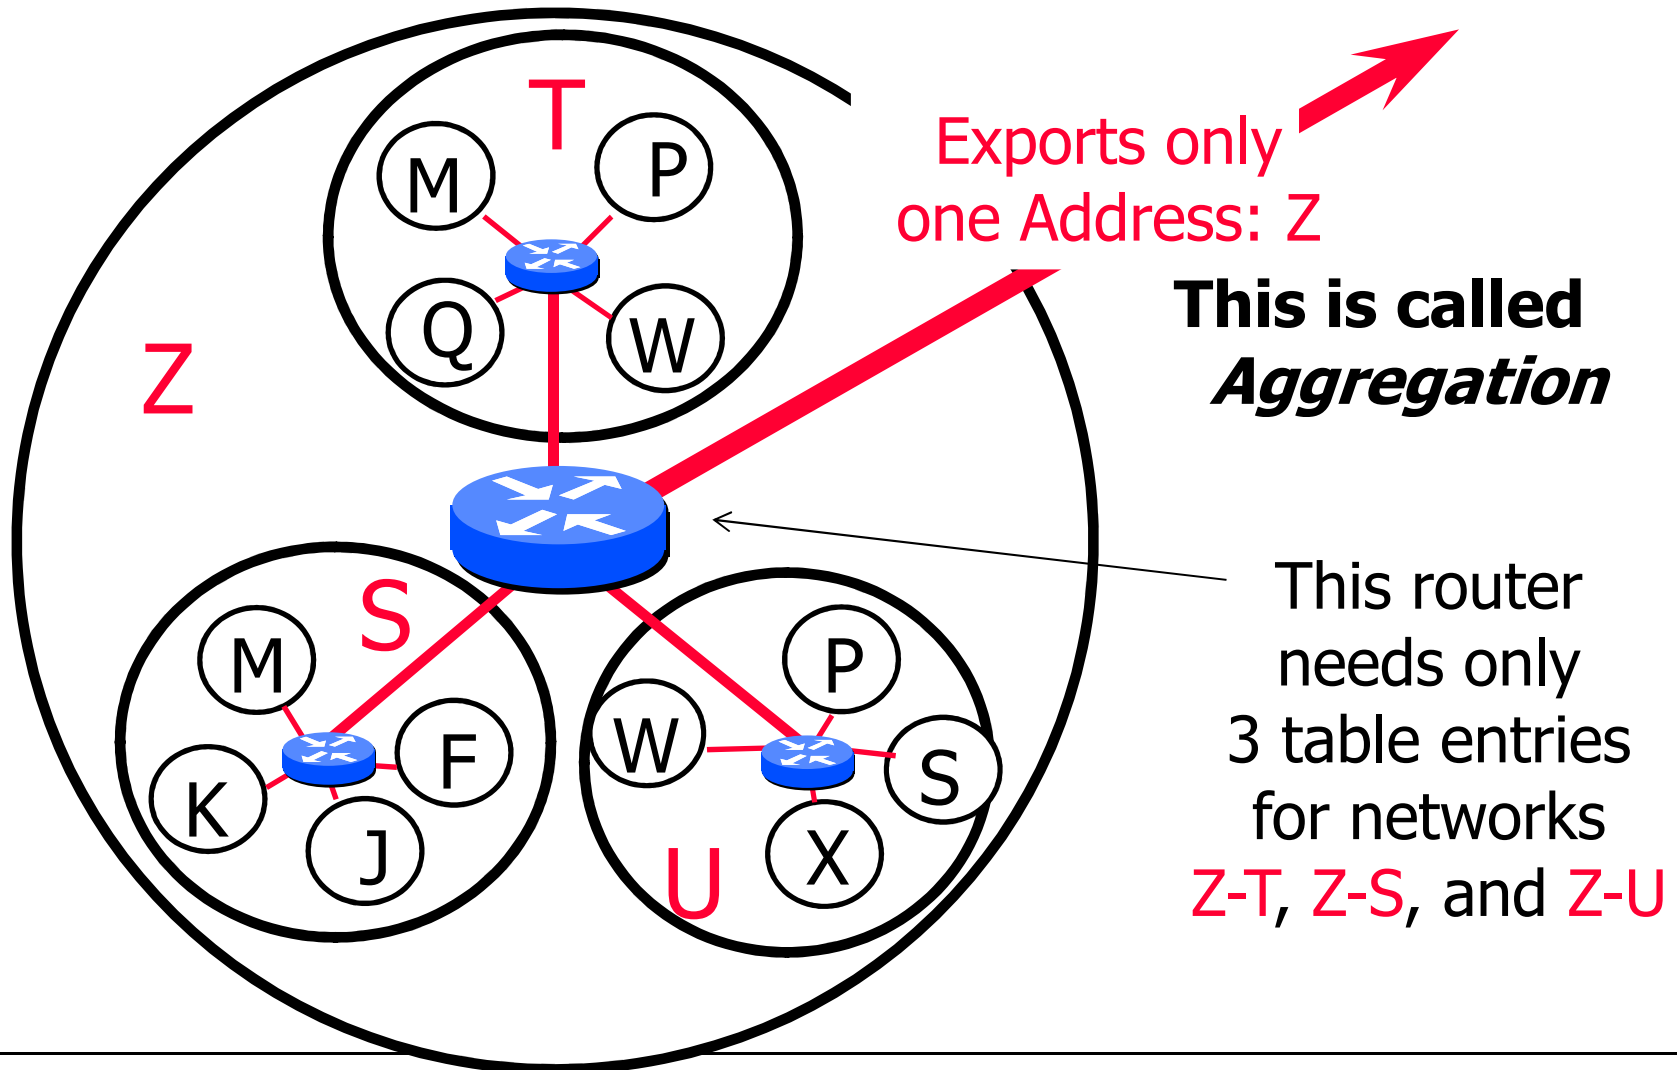 T
M
P
Q
W
Z
Exports only
one Address: Z
This is called
Aggregation
S
M
F
K
J
P
W
S
X
U
This router
needs only
3 table entries
for networks
Z-T, Z-S, and Z-U